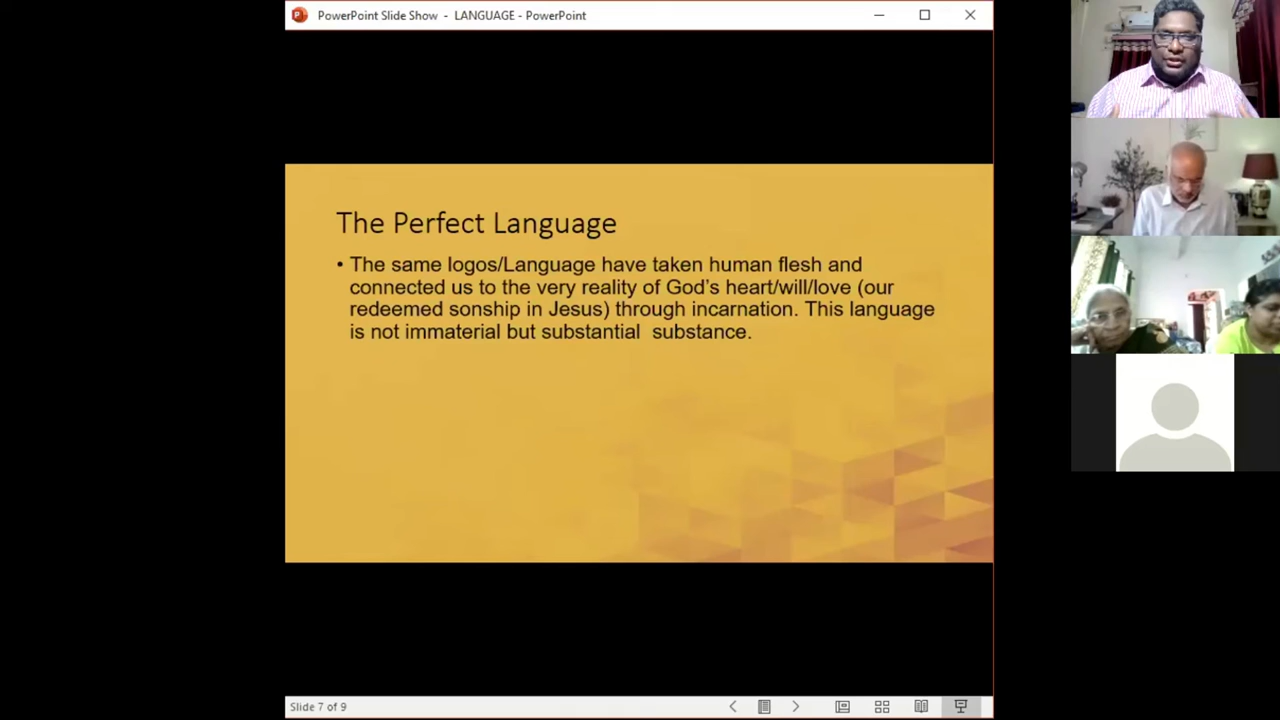 PowerPoint Slide Show - LANGUAGE - PowerPoint
The Perfect Language
• The same logos/Language have taken human flesh and
connected us to the very reality of God's heart/will/love (our
redeemed sonship in Jesus) through incarnation. This language
is not immaterial but substantial  substance.
Slide 7 of 9